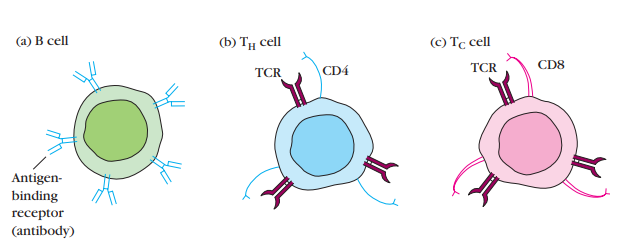 (a) B cell
Antigen-
binding
receptor
(antibody)
(b) TH cell
TCR
CD4
(c) TC cell
TCR
CD8